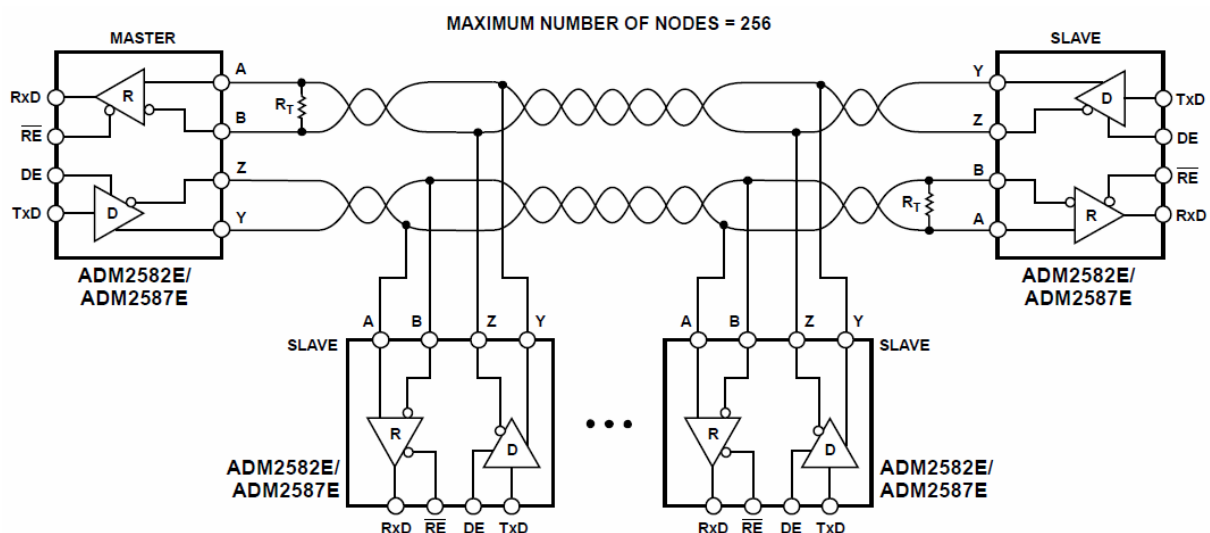 MAXIMUM NUMBER OF NODES = 256
MASTER
SLAVE
A
Y
RxD
R
RT
D
TxD
RE
B
Z
DE
DE
Z
B
RE
TxD
D
Y
RT
R
RxD
A
ADM2582E/
ADM2587E
ADM2582E/
ADM2587E
A B Z Y
A B Z Y
SLAVE
SLAVE
R D
• • •
R D
ADM2582E/
ADM2587E
ADM2582E/
ADM2587E
RxD RE DE TxD
RxD RE DE TxD